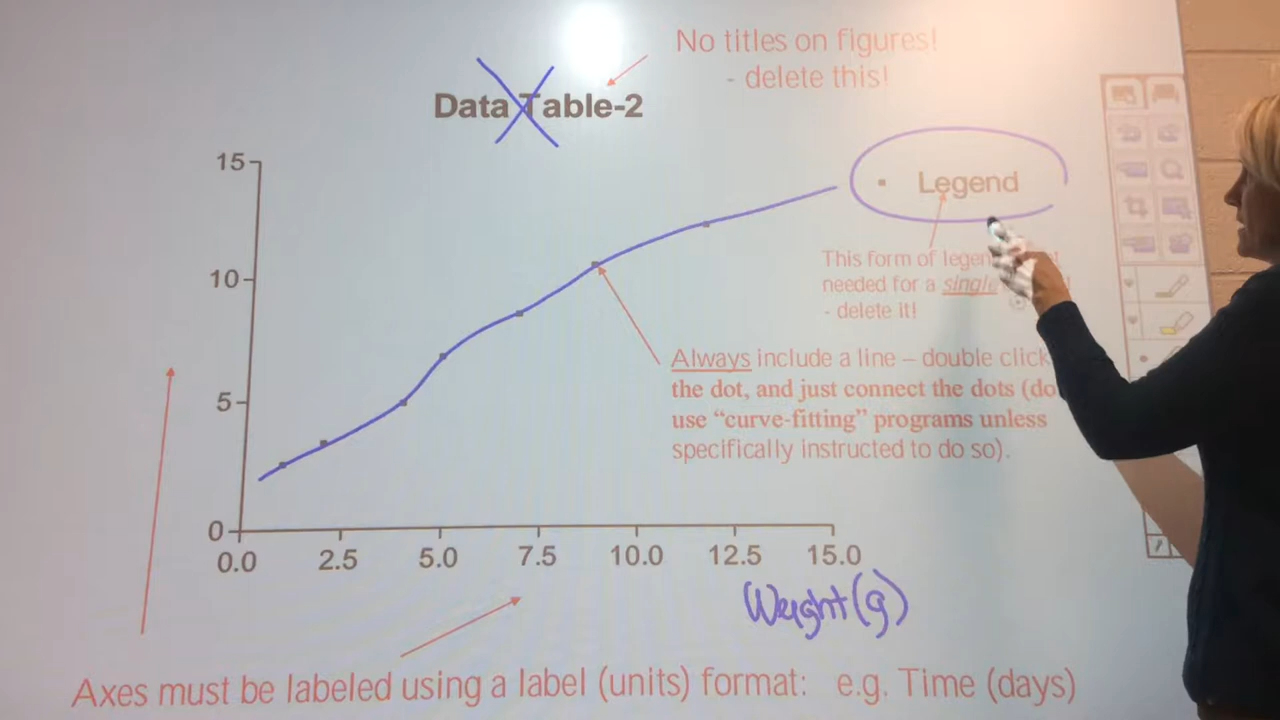 No titles on figures!
- delete this!
Data Table-2
15
Legend
10
This form of legend
needed for a single
- delete it!
Always include a line – double click
the dot, and just connect the dots (do
5
use “curve-fitting” programs unless
specifically instructed to do so).
0
0.0 2.5 5.0 7.5 10.0 12.5 15.0
Weight(g)
Axes must be labeled using a label (units) format: e.g. Time (days)